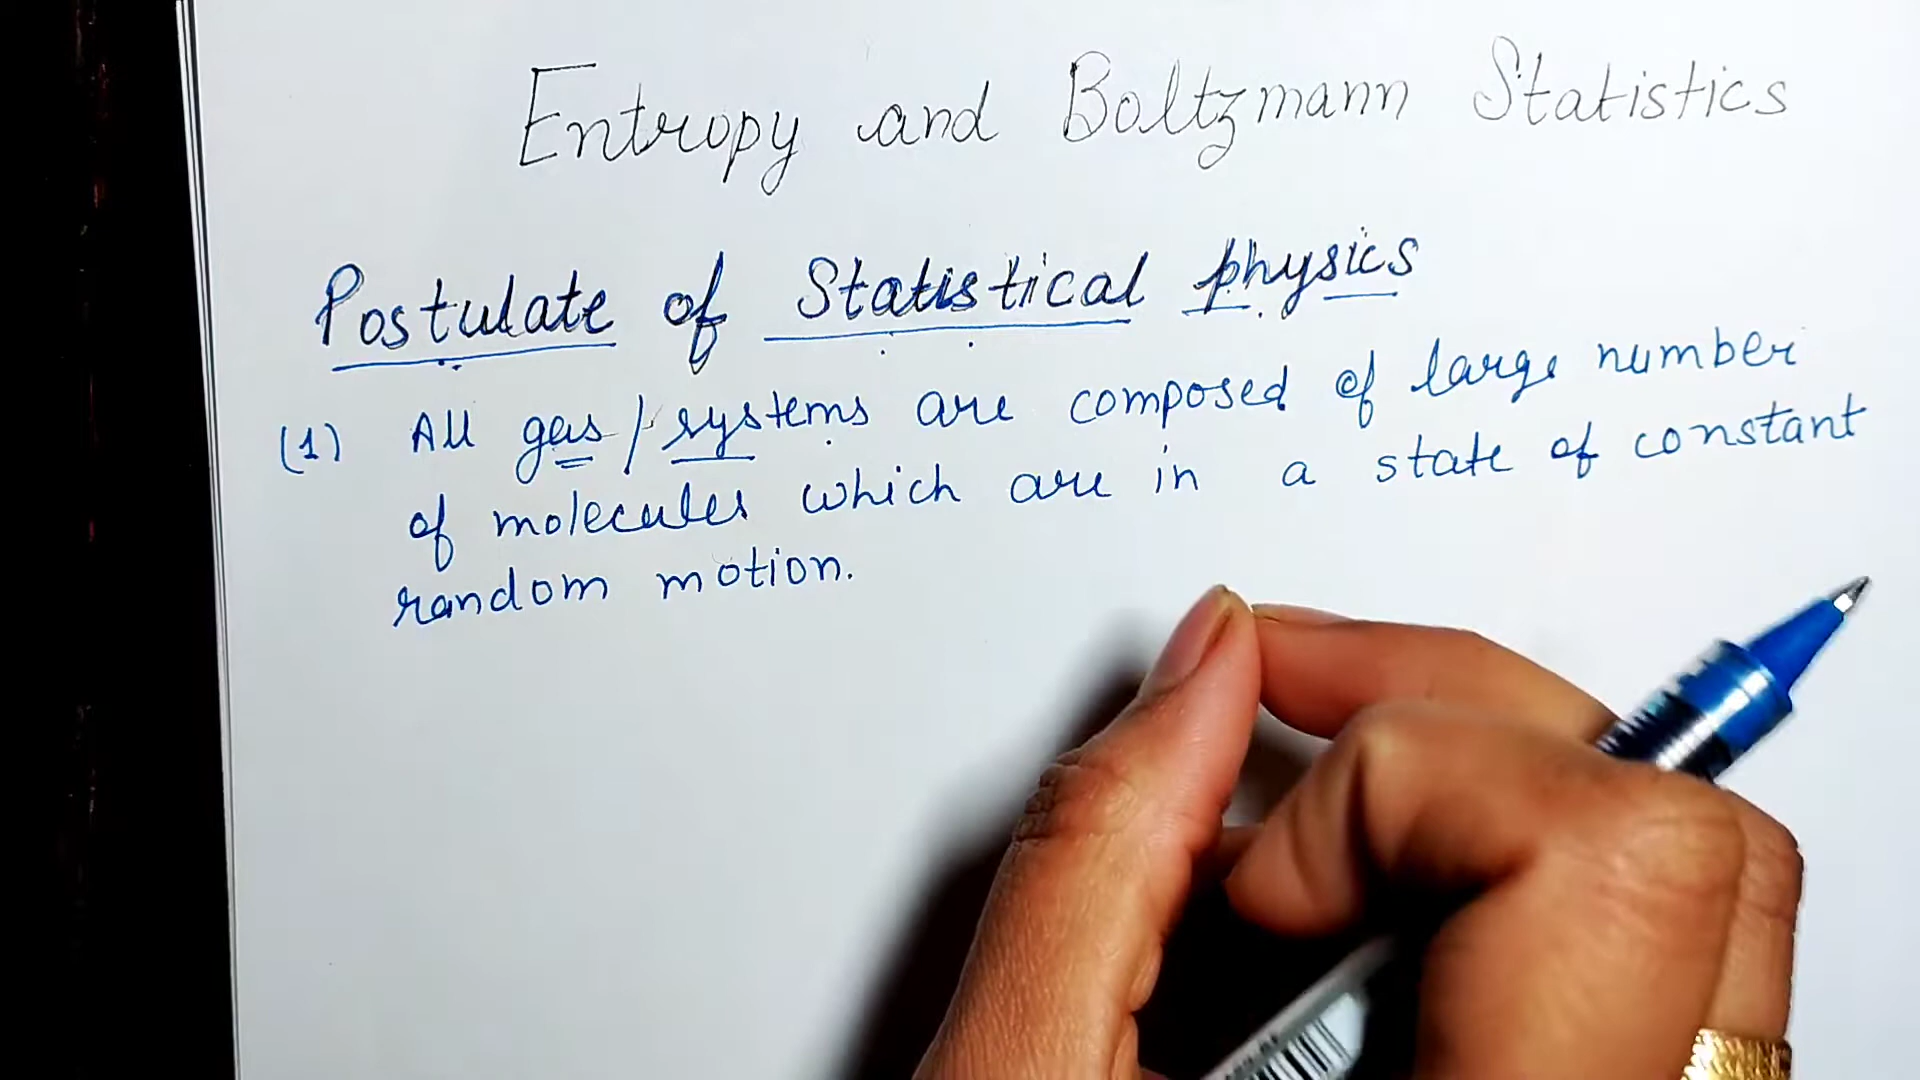 Entropy and Boltzmann Statistics
Postulate of Statistical physics
(1) All gas / systems are composed of large number
of molecules which are in a state of constant
random motion.